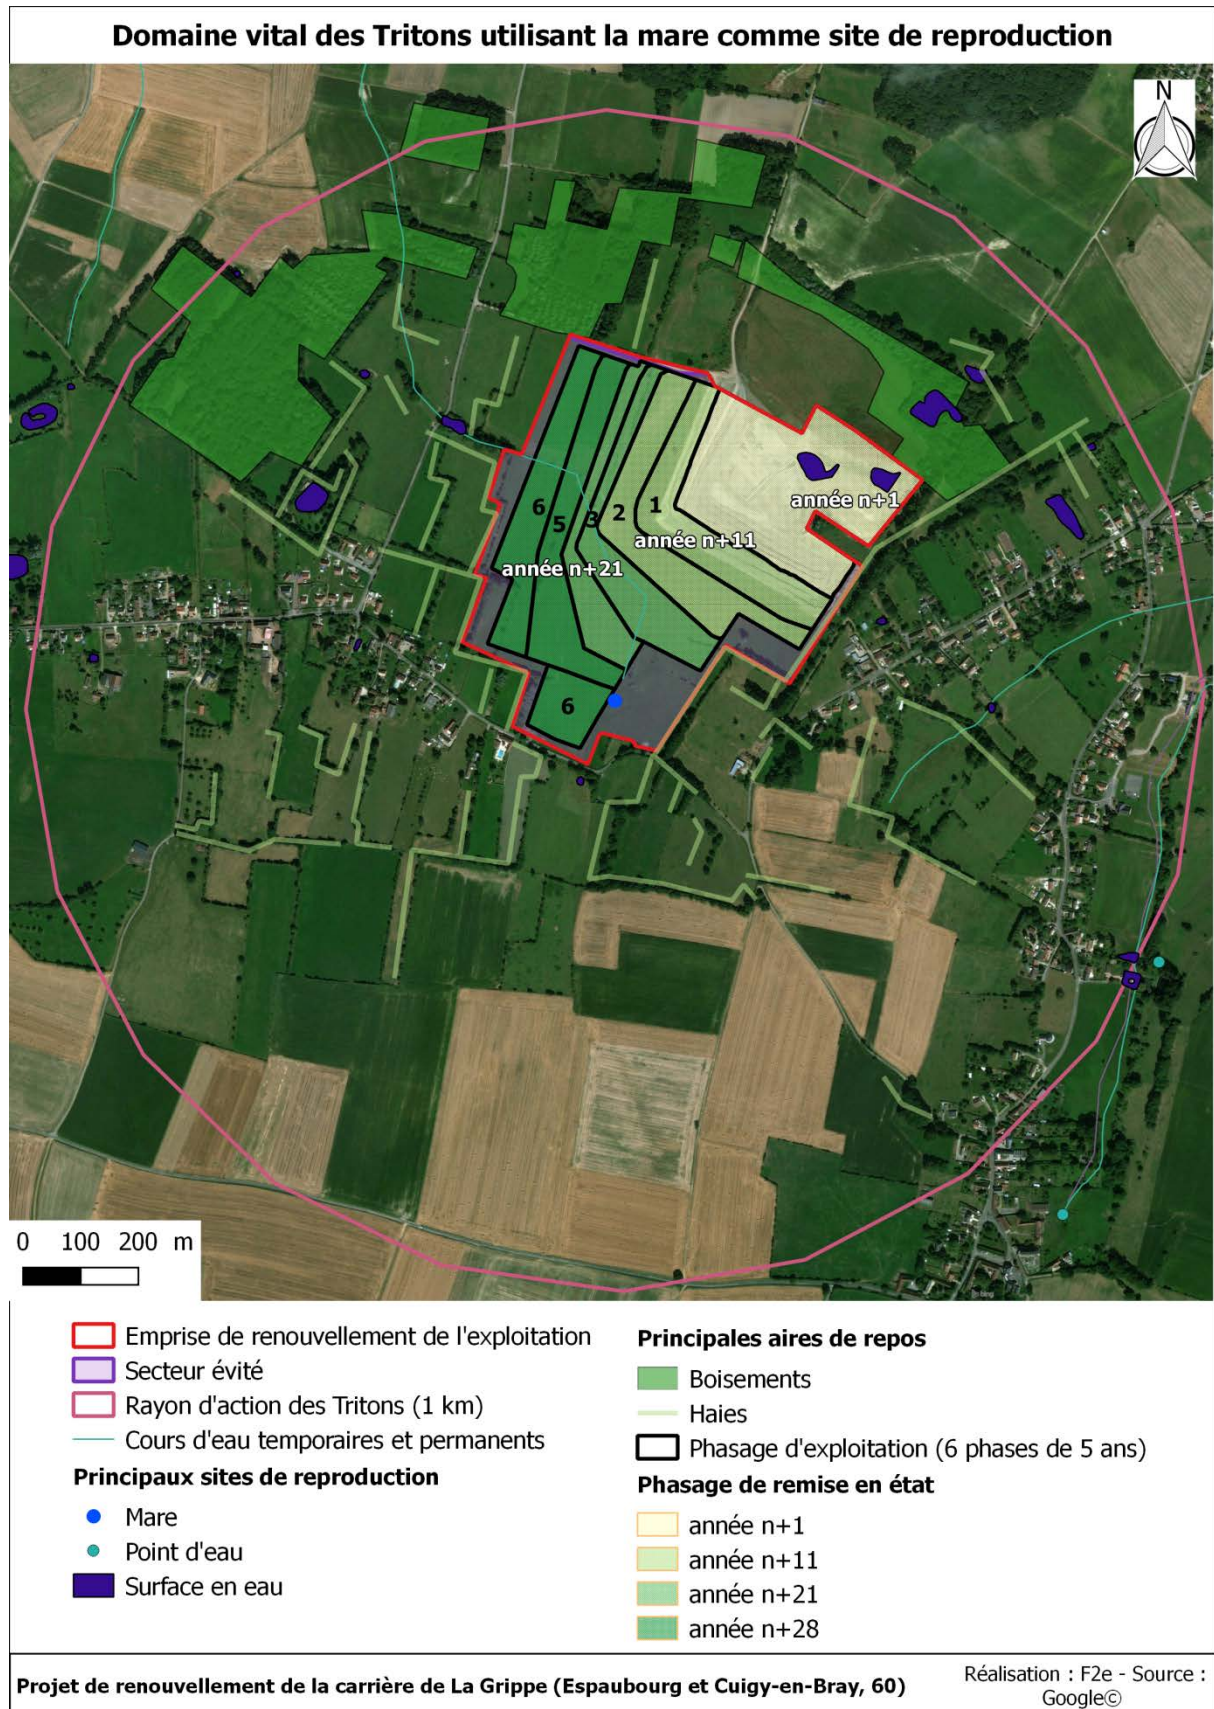 Domaine vital des Tritons utilisant la mare comme site de reproduction
N
année n+1
6
5
3
2
1
année n+11
année n+21
6
0 100 200 m
Emprise de renouvellement de l'exploitation
Secteur évité
Rayon d'action des Tritons (1 km)
Cours d'eau temporaires et permanents
Principaux sites de reproduction
Mare
Point d'eau
Surface en eau
Principales aires de repos
Boisements
Haies
Phasage d'exploitation (6 phases de 5 ans)
Phasage de remise en état
année n+1
année n+11
année n+21
année n+28
Projet de renouvellement de la carrière de La Grippe (Espaubourg et Cuigy-en-Bray, 60)
Réalisation : F2e - Source :
Google©